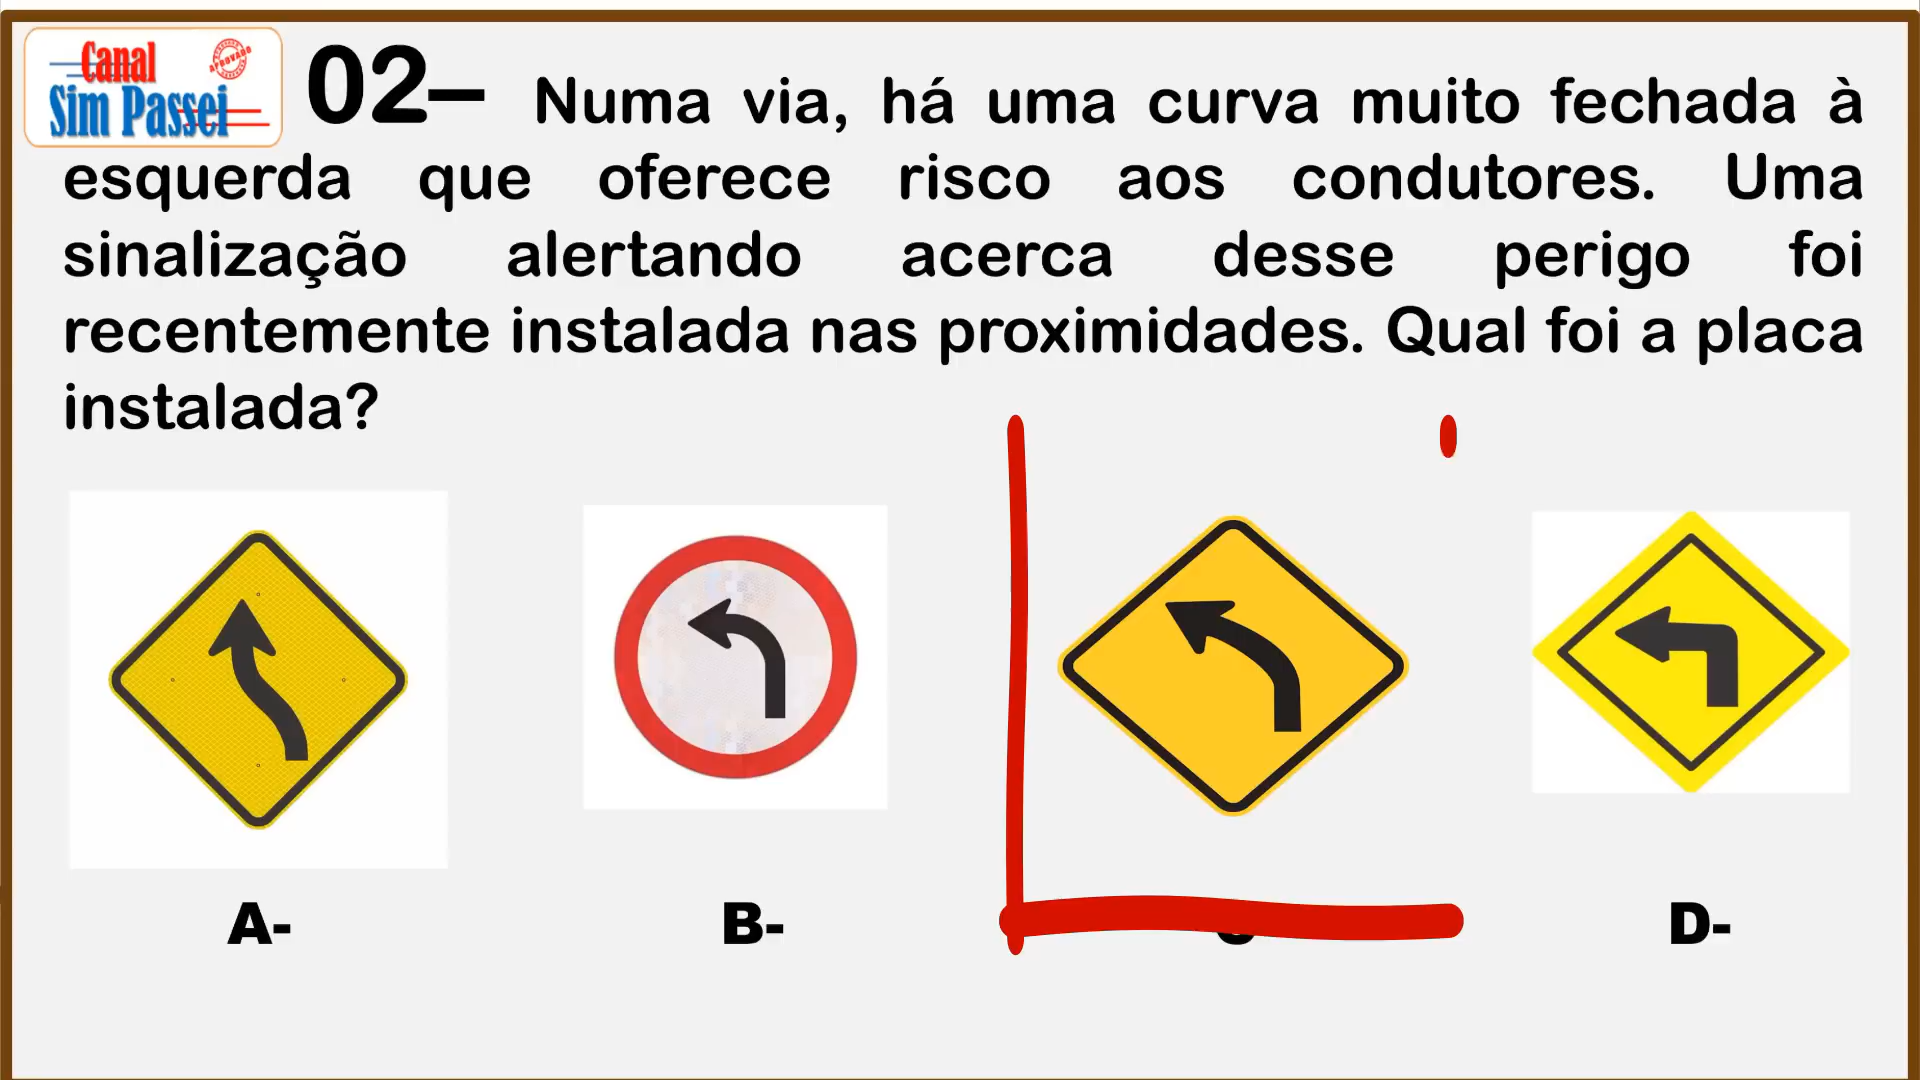 Canal
APROVADO
Sim Passei
02– Numa via, há uma curva muito fechada à
esquerda que oferece risco aos condutores. Uma
sinalização alertando acerca desse perigo foi
recentemente instalada nas proximidades. Qual foi a placa
instalada?
A- B- D-